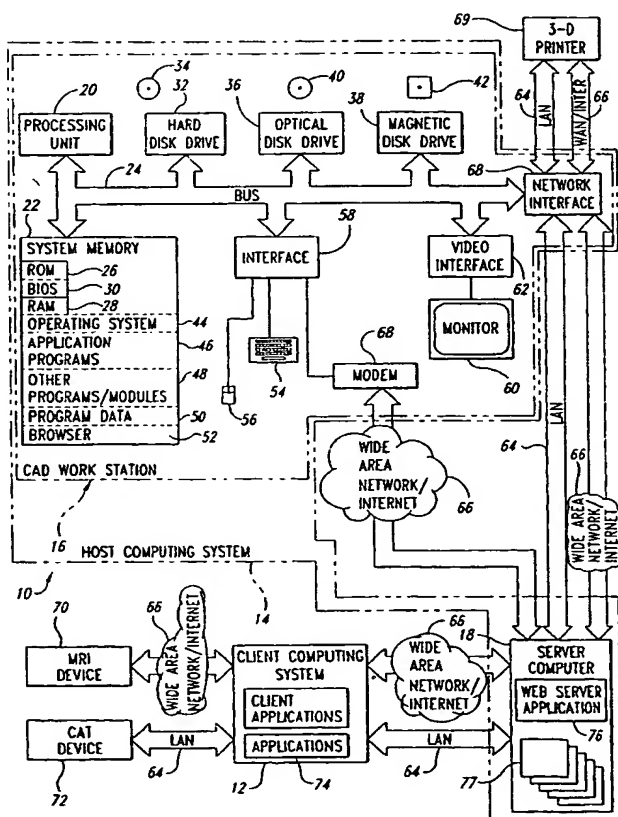 69
3-D
PRINTER
34
40
42
20
32
36
38
64
LAN
WAN/INTER
66
PROCESSING
UNIT
HARD
DISK DRIVE
OPTICAL
DISK DRIVE
MAGNETIC
DISK DRIVE
68
NETWORK
INTERFACE
24
BUS
22
SYSTEM MEMORY
ROM
26
BIOS
30
RAM
28
OPERATING SYSTEM
44
APPLICATION
PROGRAMS
46
OTHER
PROGRAMS/MODULES
48
PROGRAM DATA
50
BROWSER
52
INTERFACE
58
VIDEO
INTERFACE
62
MONITOR
60
54
56
MODEM
68
LAN
64
WIDE
AREA
NETWORK/
INTERNET
66
66
WIDE AREA
NETWORK/
INTERNET
CAD WORK STATION
16
HOST COMPUTING SYSTEM
10
14
70
MRI
DEVICE
66
WIDE AREA
NETWORK/INTERNET
CLIENT COMPUTING
SYSTEM
CLIENT
APPLICATIONS
APPLICATIONS
12
74
66
WIDE
AREA
NETWORK/
INTERNET
18
SERVER
COMPUTER
WEB SERVER
APPLICATION
76
77
CAT
DEVICE
72
LAN
64
LAN
64